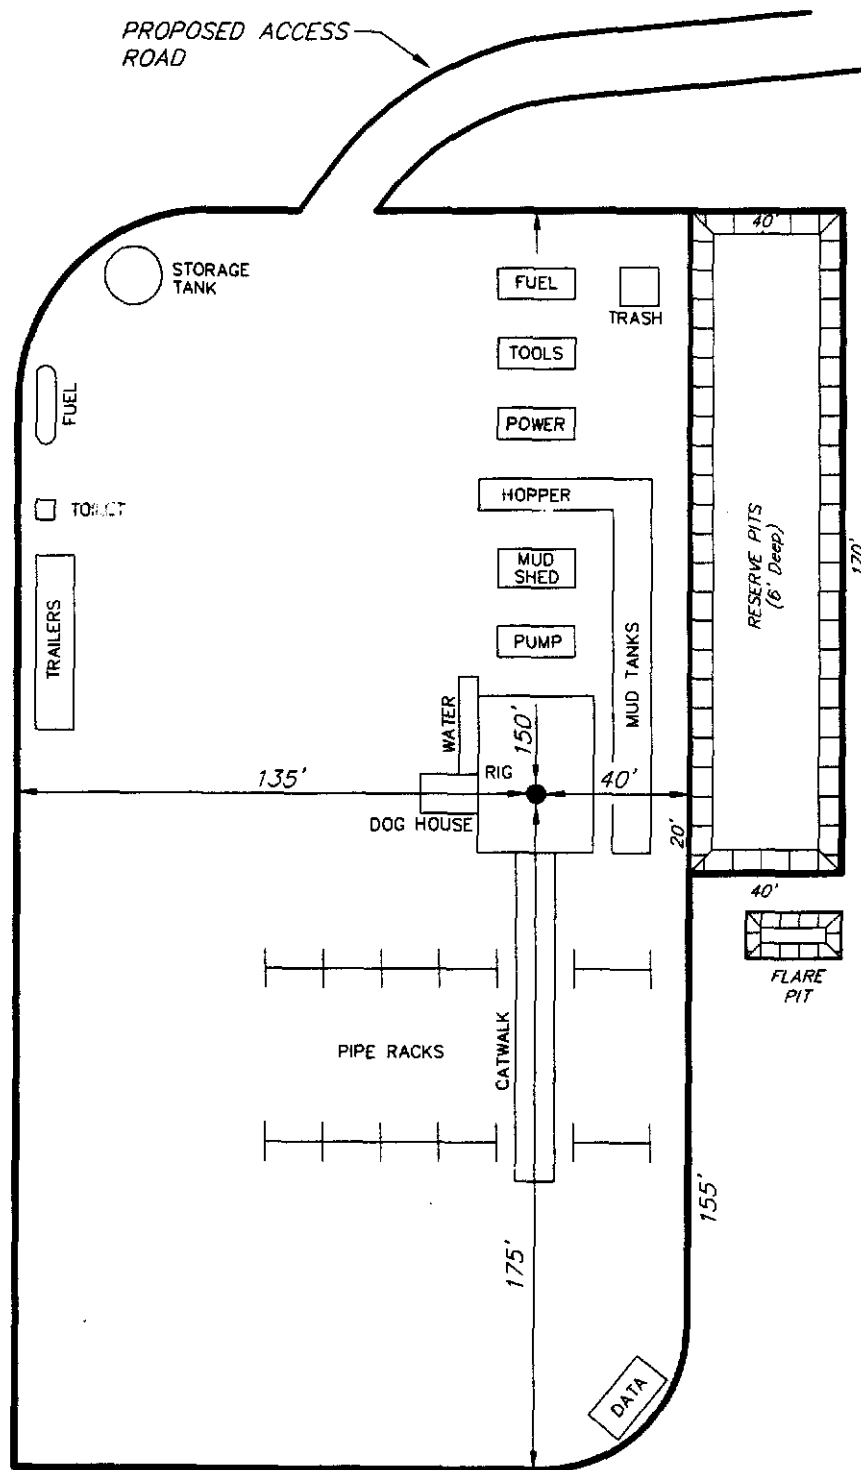 PROPOSED ACCESS
ROAD
40'
STORAGE
TANK
FUEL
TRASH
TOOLS
FUEL
POWER
HOPPER
TOILET
RESERVE PITS
(6' Deep)
170'
MUD
SHED
TRAILERS
PUMP
MUD TANKS
WATER
150'
RIG
135'
40'
DOG HOUSE
20'
40'
FLARE
PIT
PIPE RACKS
CATWALK
155'
175'
DATA